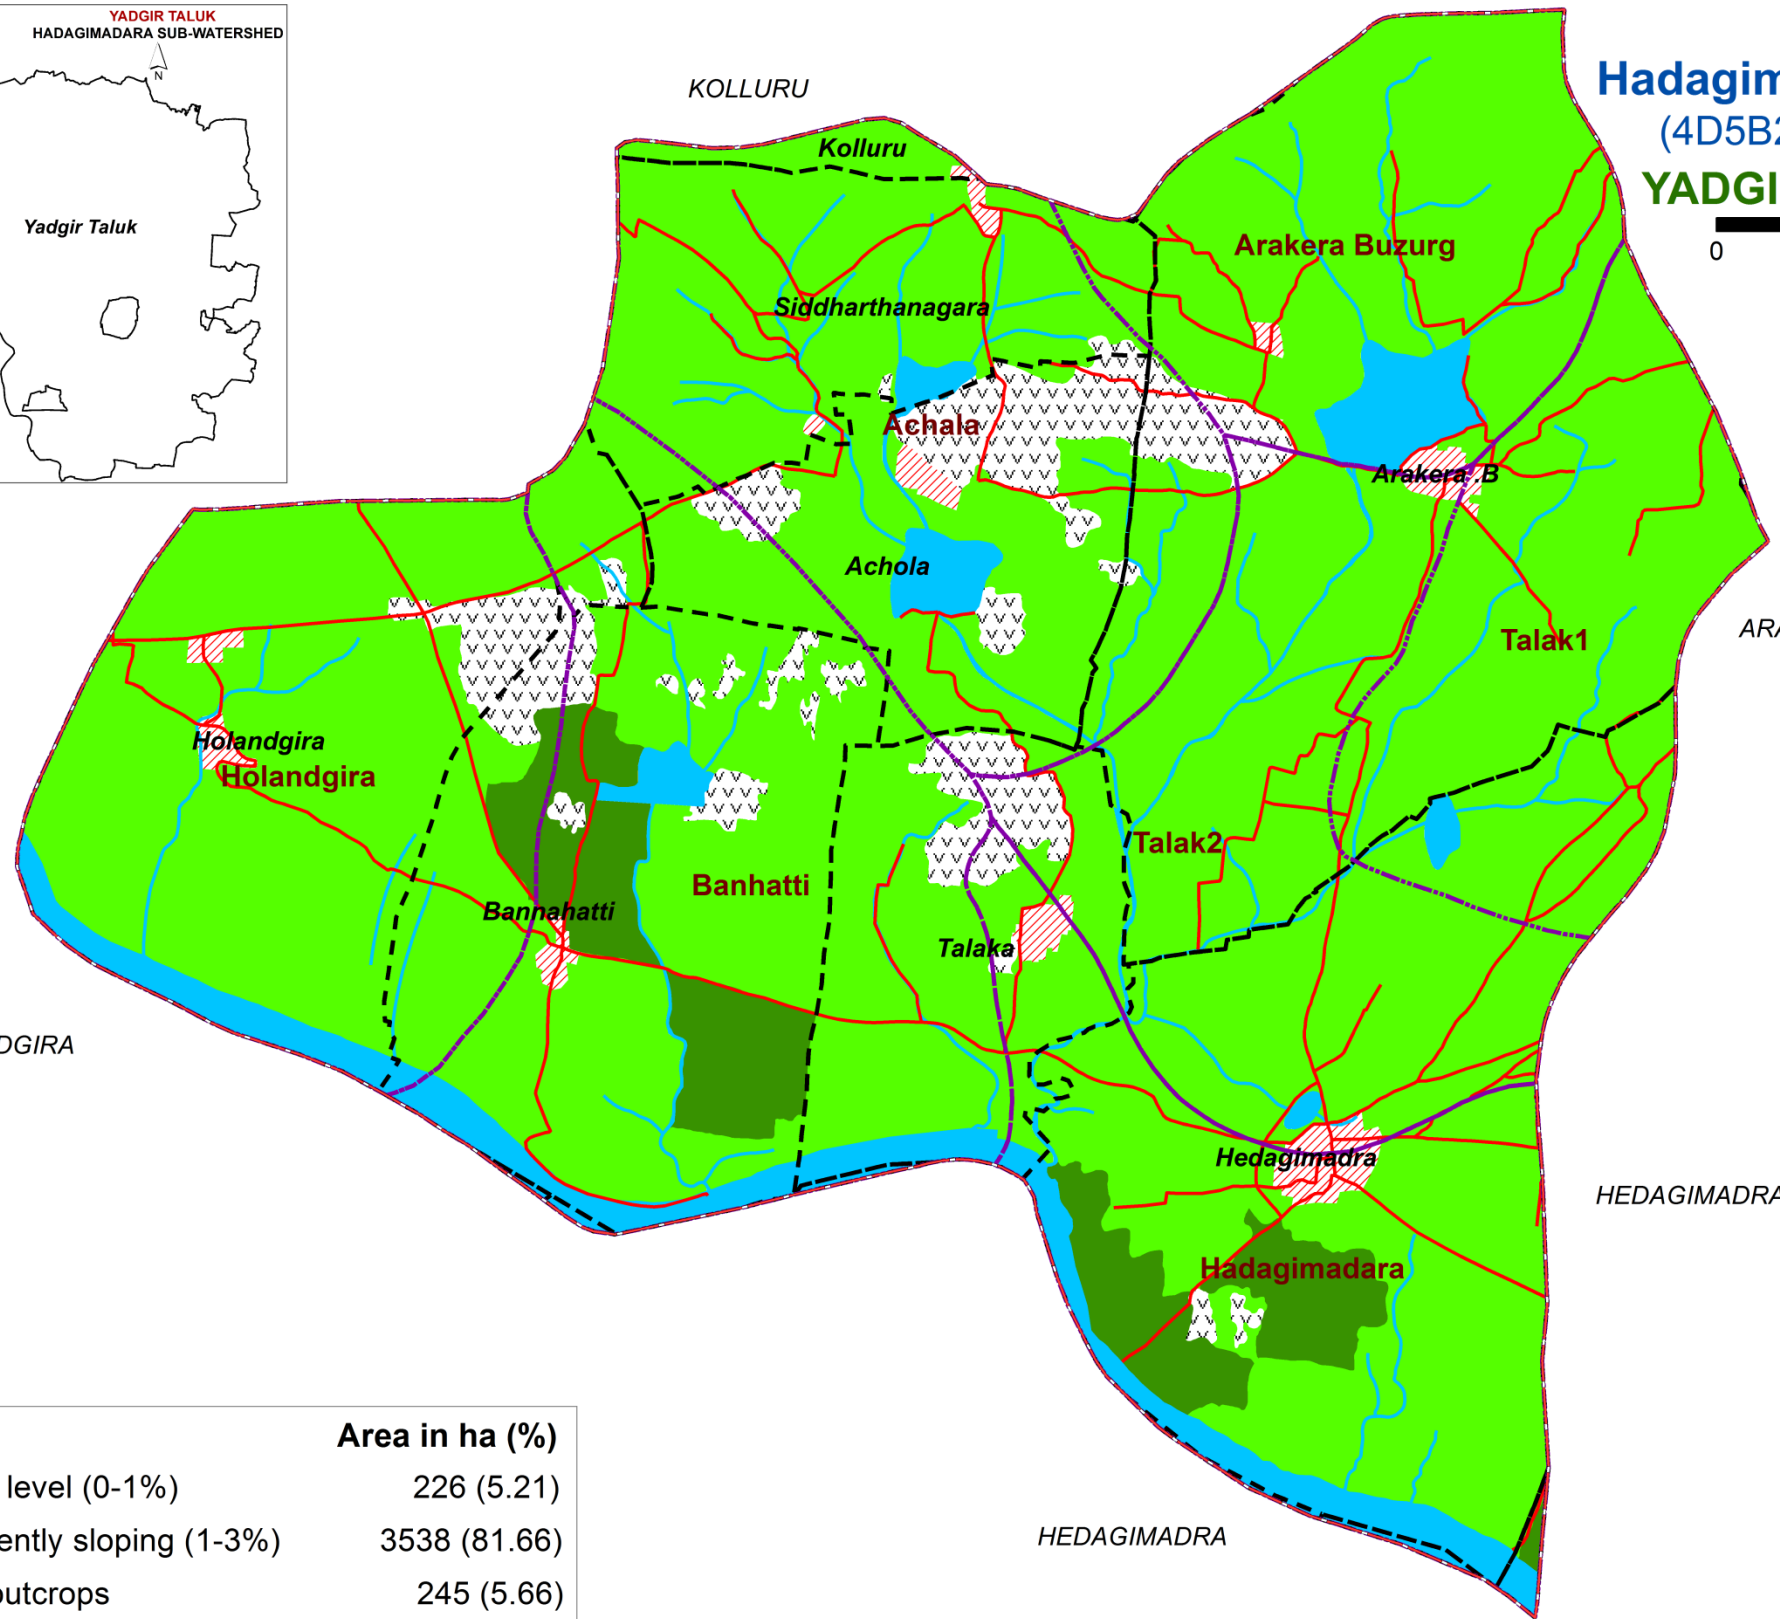 YADGIR TALUK
HADAGIMADARA SUB-WATERSHED
N
Yadgir Taluk
KOLLURU
Hadagim
(4D5B2
YADGI
0
Kolluru
Arakera Buzurg
Siddharthanagara
Achala
Arakera .B
Achola
Talak1
ARA
Holandgira
Holandgira
Talak2
Banhatti
Bannahatti
Talaka
DGIRA
Hedagimadra
HEDAGIMADRA
Hadagimadara
HEDAGIMADRA
Area in ha (%)
level (0-1%) 226 (5.21)
ently sloping (1-3%) 3538 (81.66)
outcrops 245 (5.66)